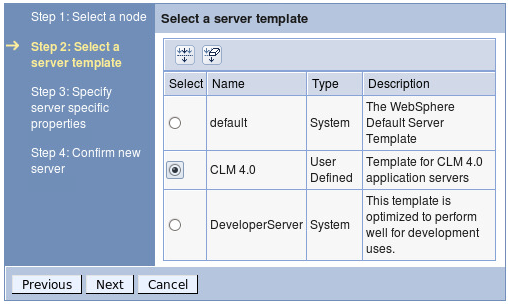 Step 1: Select a node
Step 2: Select a
server template
Step 3: Specify
server specific
properties
Step 4: Confirm new
server
Select a server template
Select Name Type Description
default System The WebSphere
Default Server
Template
CLM 4.0 User
Defined Template for CLM 4.0
application servers
DeveloperServer System This template is
optimized to perform
well for development
uses.
Previous Next Cancel